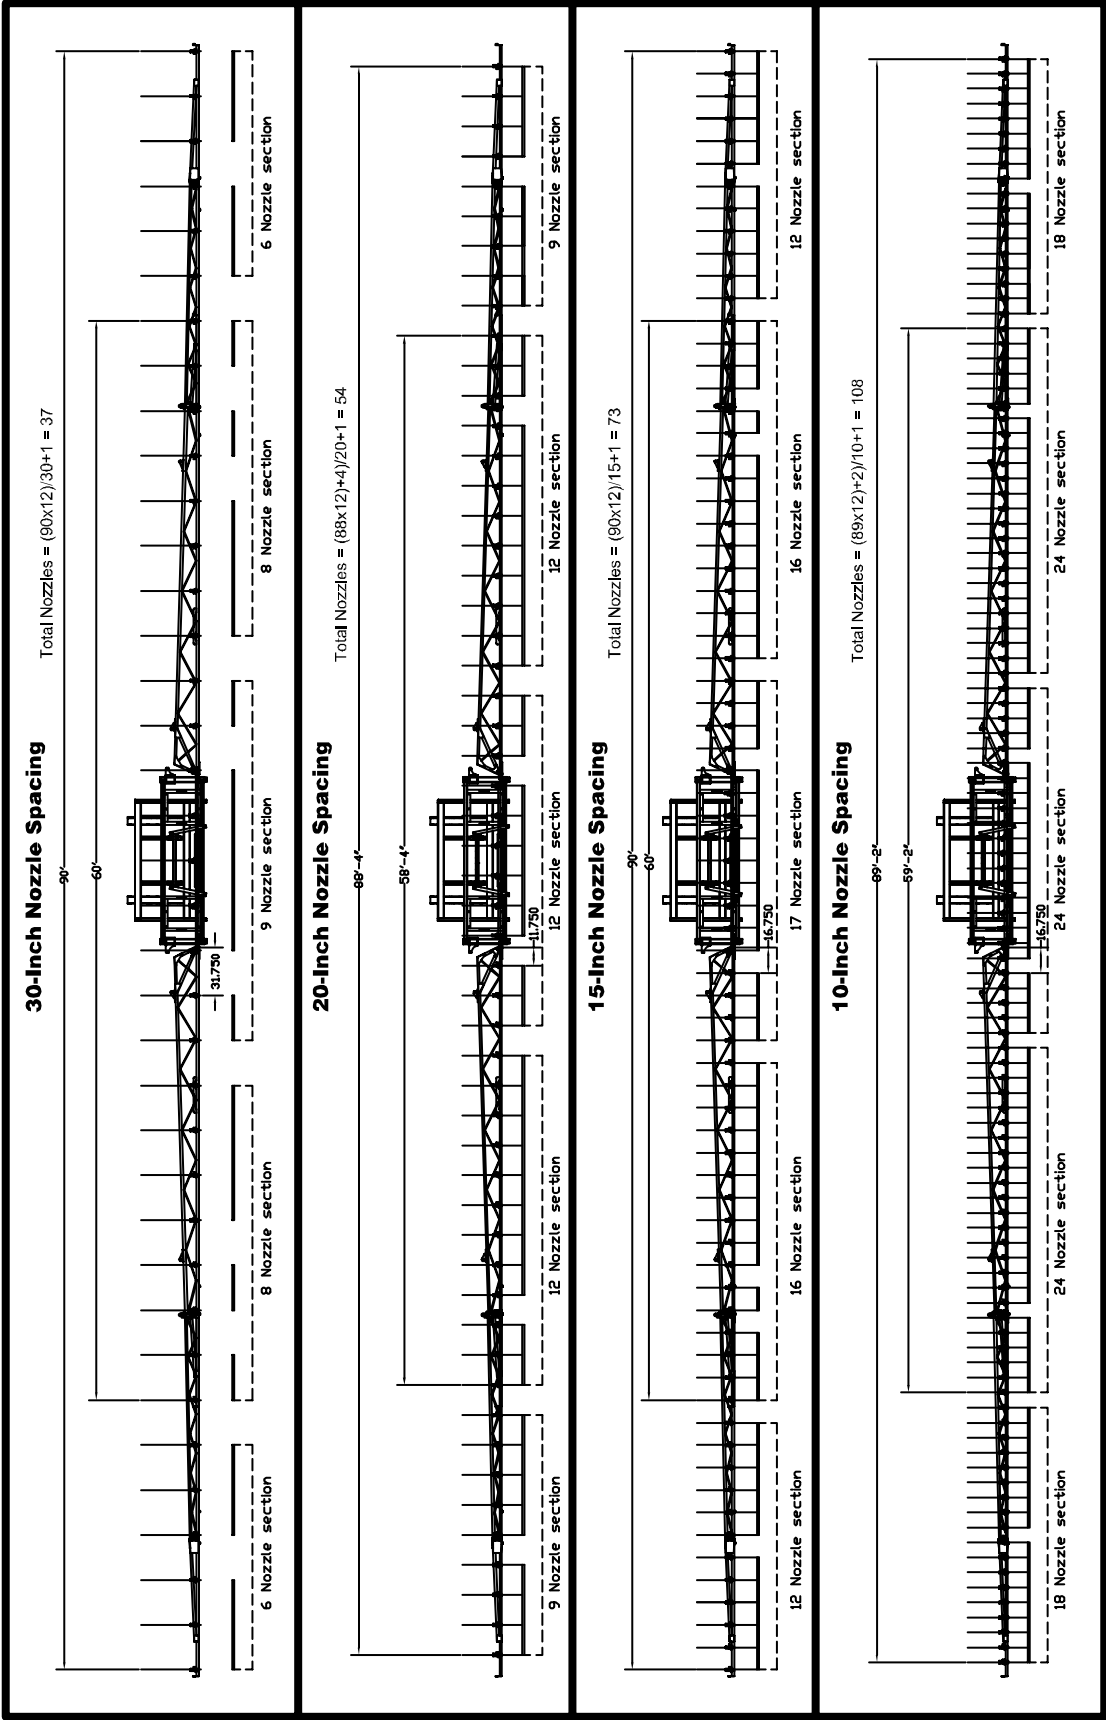 30-Inch Nozzle Spacing
Total Nozzles = (90x12)/30+1 = 37
90'
60'
31.750
6 Nozzle section
8 Nozzle section
9 Nozzle section
8 Nozzle section
6 Nozzle section
20-Inch Nozzle Spacing
Total Nozzles = (88x12)+4)/20+1 = 54
88'-4"
58'-4"
11.750
9 Nozzle section
12 Nozzle section
12 Nozzle section
12 Nozzle section
9 Nozzle section
15-Inch Nozzle Spacing
Total Nozzles = (90x12)/15+1 = 73
90'
60'
16.750
12 Nozzle section
16 Nozzle section
17 Nozzle section
16 Nozzle section
12 Nozzle section
10-Inch Nozzle Spacing
Total Nozzles = (89x12)+2)/10+1 = 108
89'-2"
59'-2"
16.750
18 Nozzle section
24 Nozzle section
24 Nozzle section
24 Nozzle section
18 Nozzle section